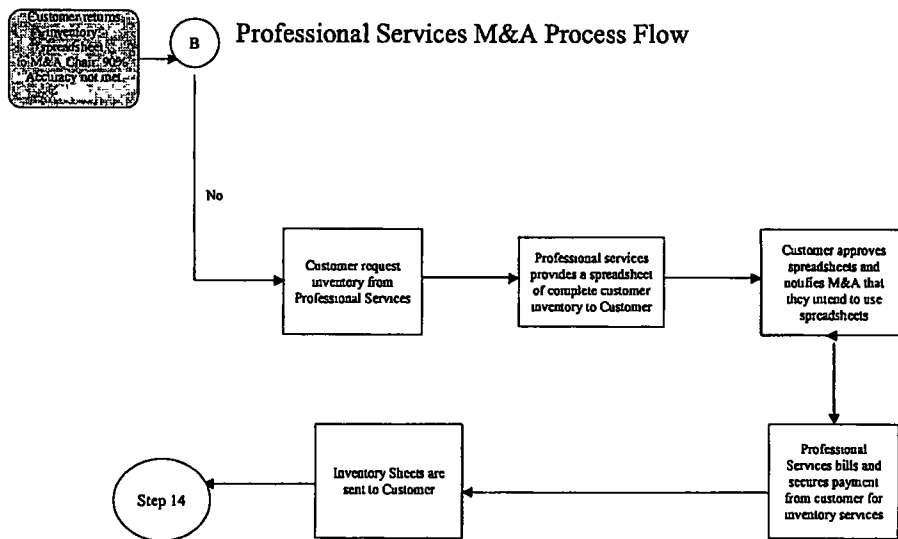 Customer returns
inventory
spreadsheet
to M&A Chair. 90%
Accuracy not met.
B
Professional Services M&A Process Flow
No
Customer request
inventory from
Professional Services
Professional services
provides a spreadsheet
of complete customer
inventory to Customer
Customer approves
spreadsheets and
notifies M&A that
they intend to use
spreadsheets
Professional
Services bills and
secures payment
from customer for
inventory services
Inventory Sheets are
sent to Customer
Step 14